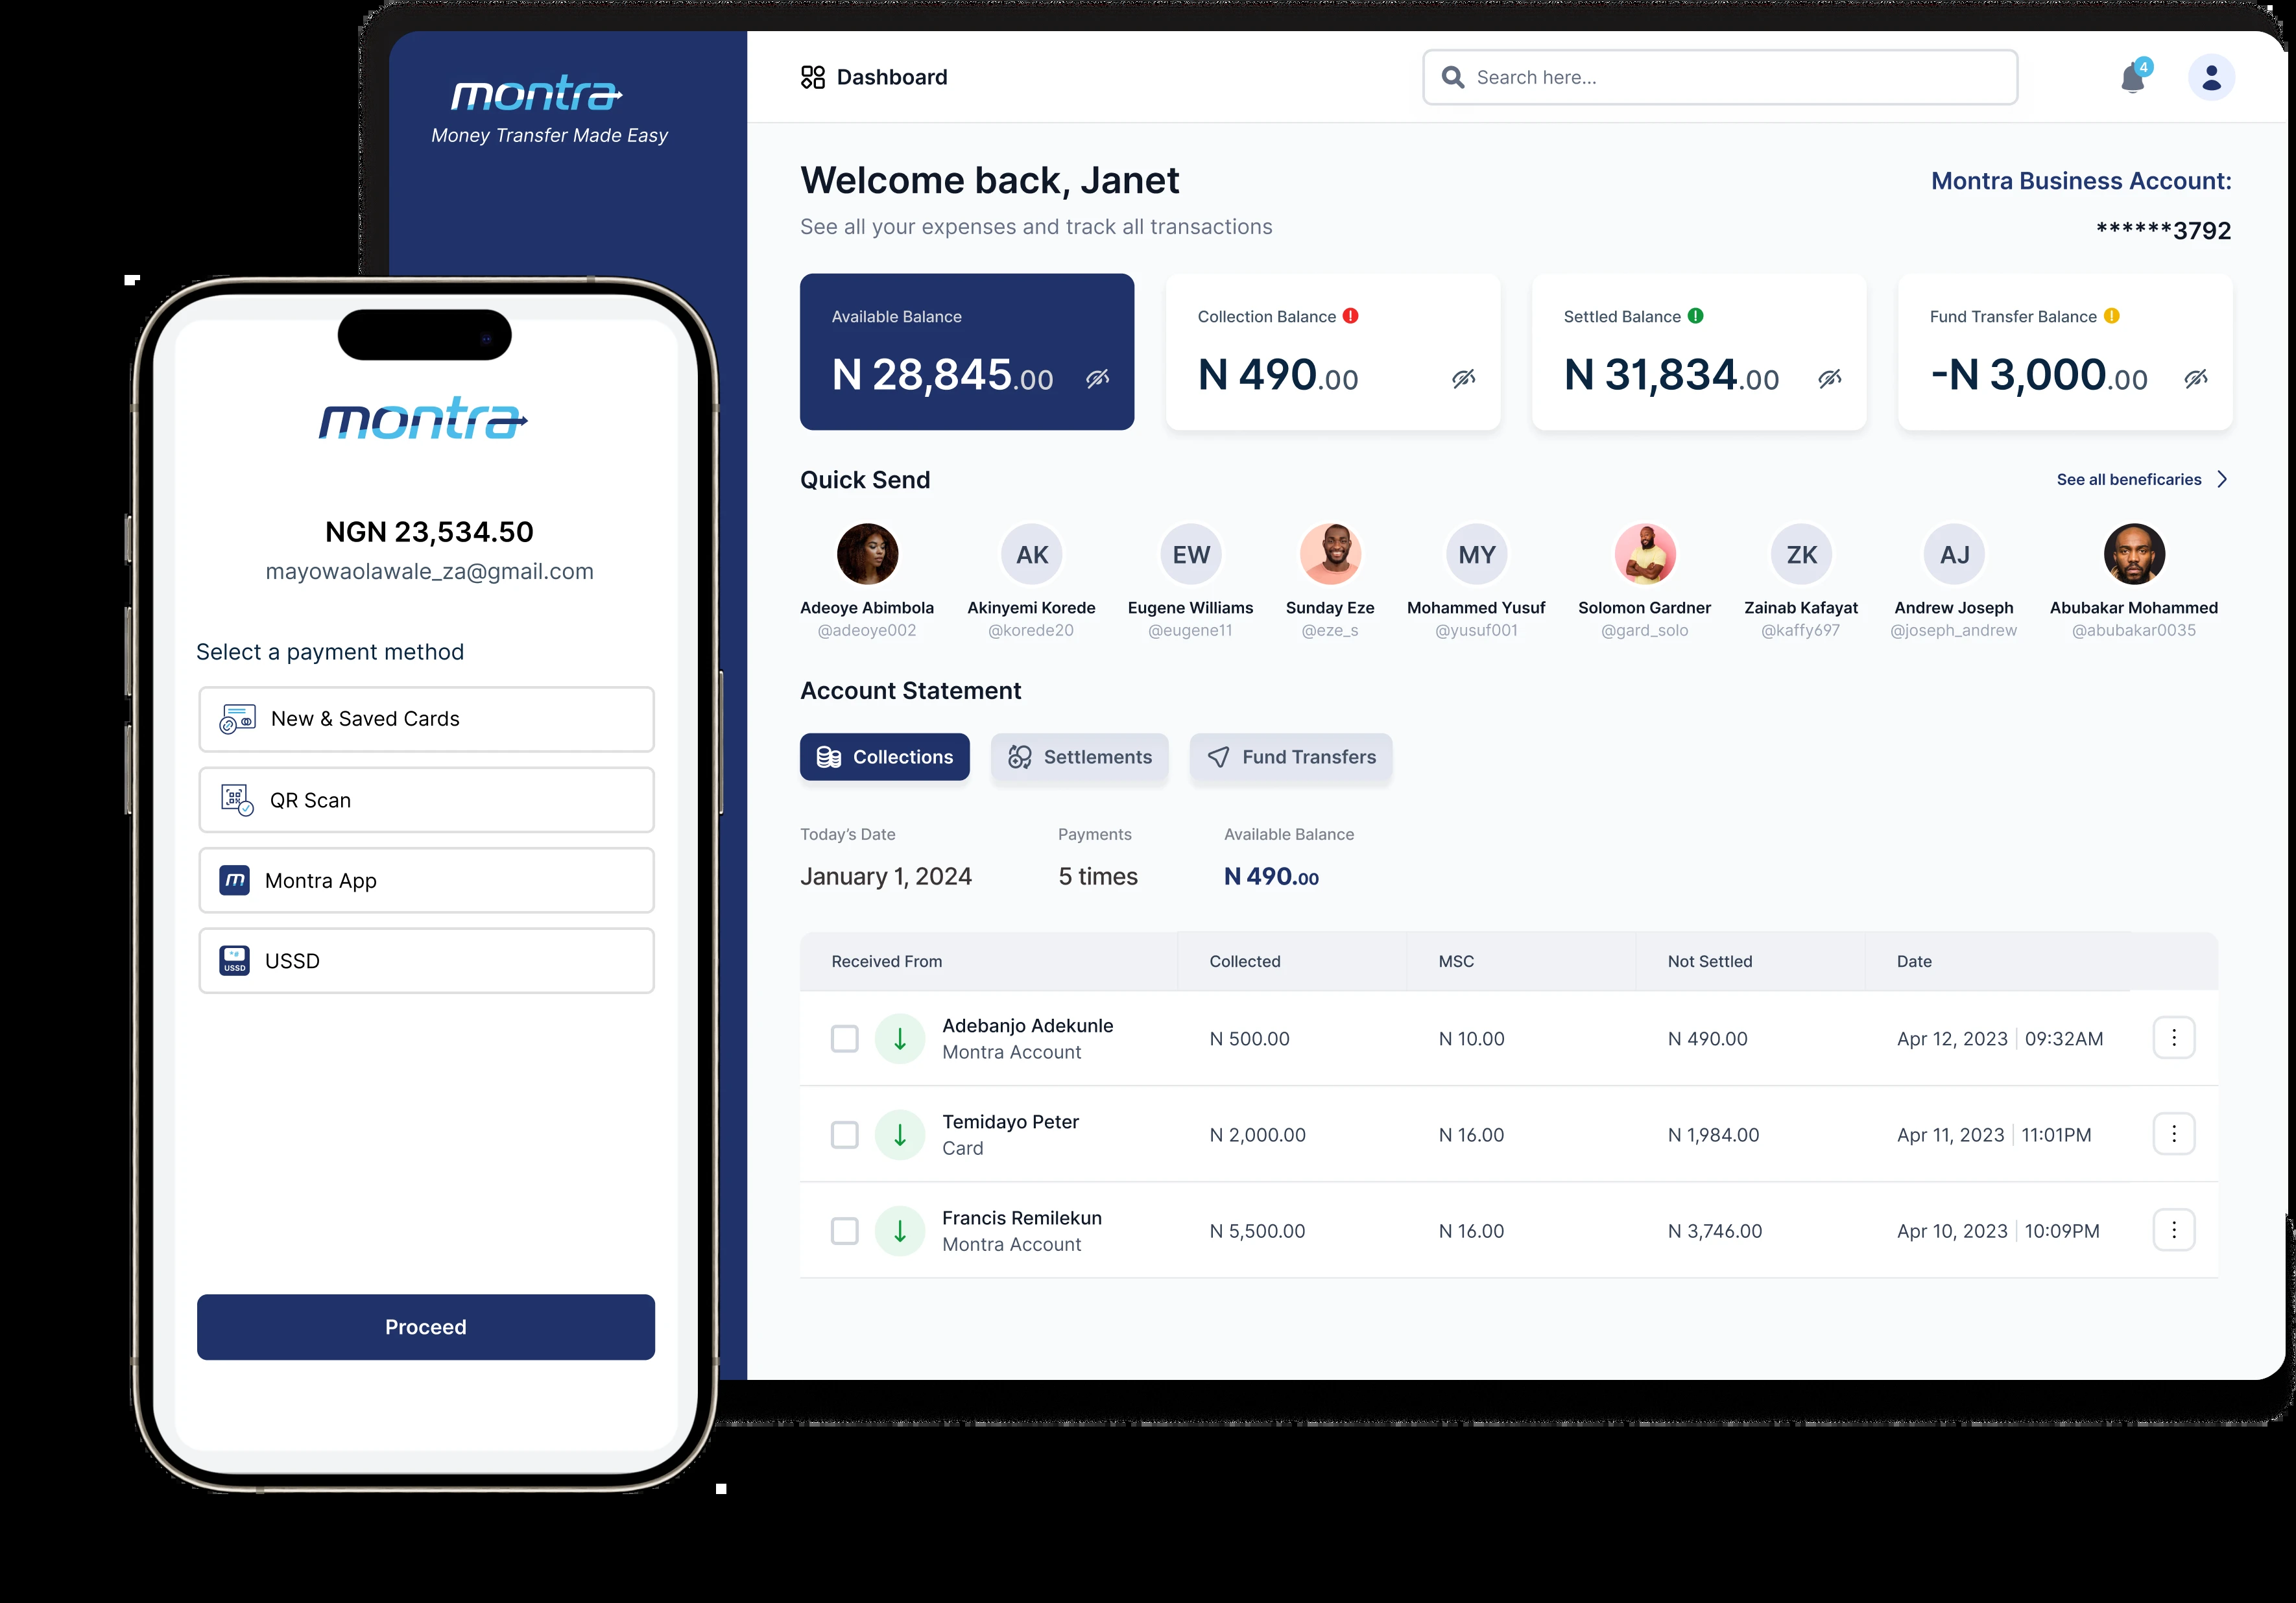 montra
Money Transfer Made Easy
Dashboard
Search here...
4
Welcome back, Janet
See all your expenses and track all transactions
Montra Business Account:
******3792
Available Balance
N 28,845.00
Collection Balance
N 490.00
Settled Balance
N 31,834.00
Fund Transfer Balance
-N 3,000.00
Quick Send
See all beneficaries
Adeoye Abimbola
@adeoye002
AK
Akinyemi Korede
@korede20
EW
Eugene Williams
@eugene11
Sunday Eze
@eze_s
MY
Mohammed Yusuf
@yusuf001
Solomon Gardner
@gard_solo
ZK
Zainab Kafayat
@kaffy697
AJ
Andrew Joseph
@joseph_andrew
Abubakar Mohammed
@abubakar0035
Account Statement
Collections
Settlements
Fund Transfers
Today’s Date
January 1, 2024
Payments
5 times
Available Balance
N 490.00
Received From Collected MSC Not Settled Date
Adebanjo Adekunle
Montra Account
N 500.00 N 10.00 N 490.00 Apr 12, 2023 09:32AM
Temidayo Peter
Card
N 2,000.00 N 16.00 N 1,984.00 Apr 11, 2023 11:01PM
Francis Remilekun
Montra Account
N 5,500.00 N 16.00 N 3,746.00 Apr 10, 2023 10:09PM
montra
NGN 23,534.50
mayowaolawale_za@gmail.com
Select a payment method
New & Saved Cards
QR Scan
m Montra App
*# USSD
USSD
Proceed